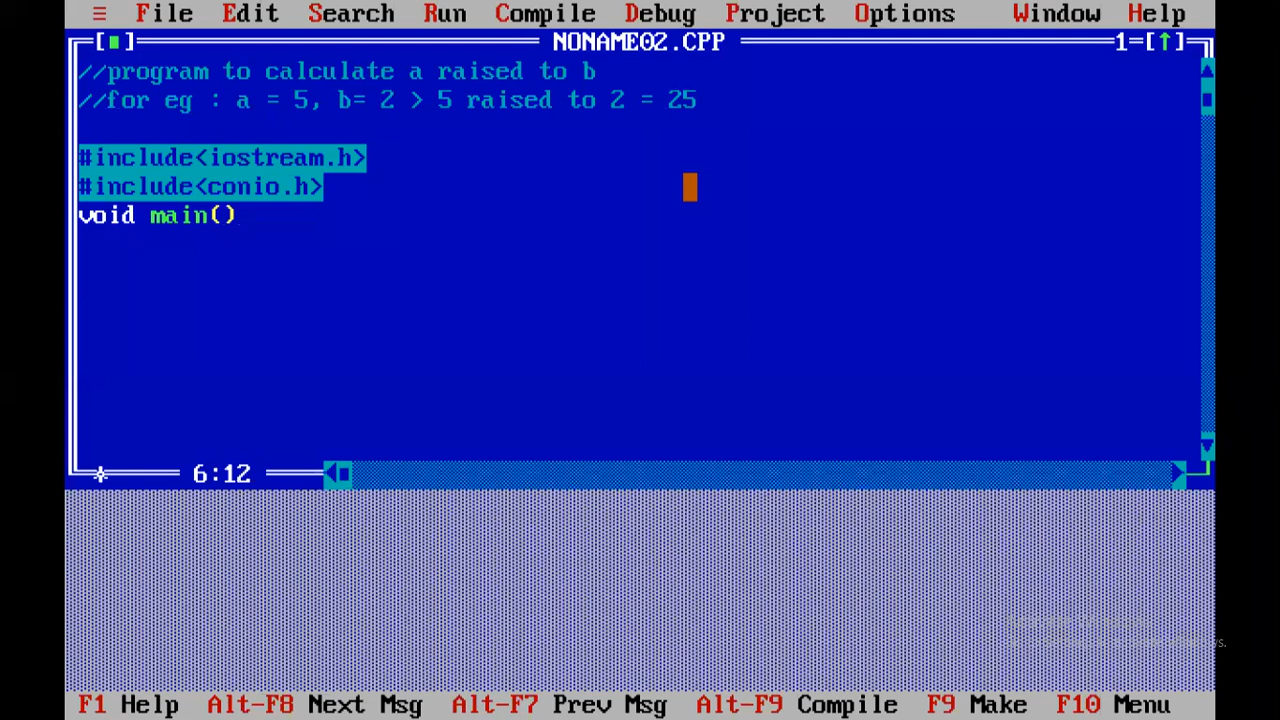 ≡ File Edit Search Run Compile Debug Project Options Window Help
[■] NONAME02.CPP 1=[↑]
//program to calculate a raised to b
//for eg : a = 5, b= 2 > 5 raised to 2 = 25
#include<iostream.h>
#include<conio.h>
void main()
6:12
F1 Help Alt-F8 Next Msg Alt-F7 Prev Msg Alt-F9 Compile F9 Make F10 Menu